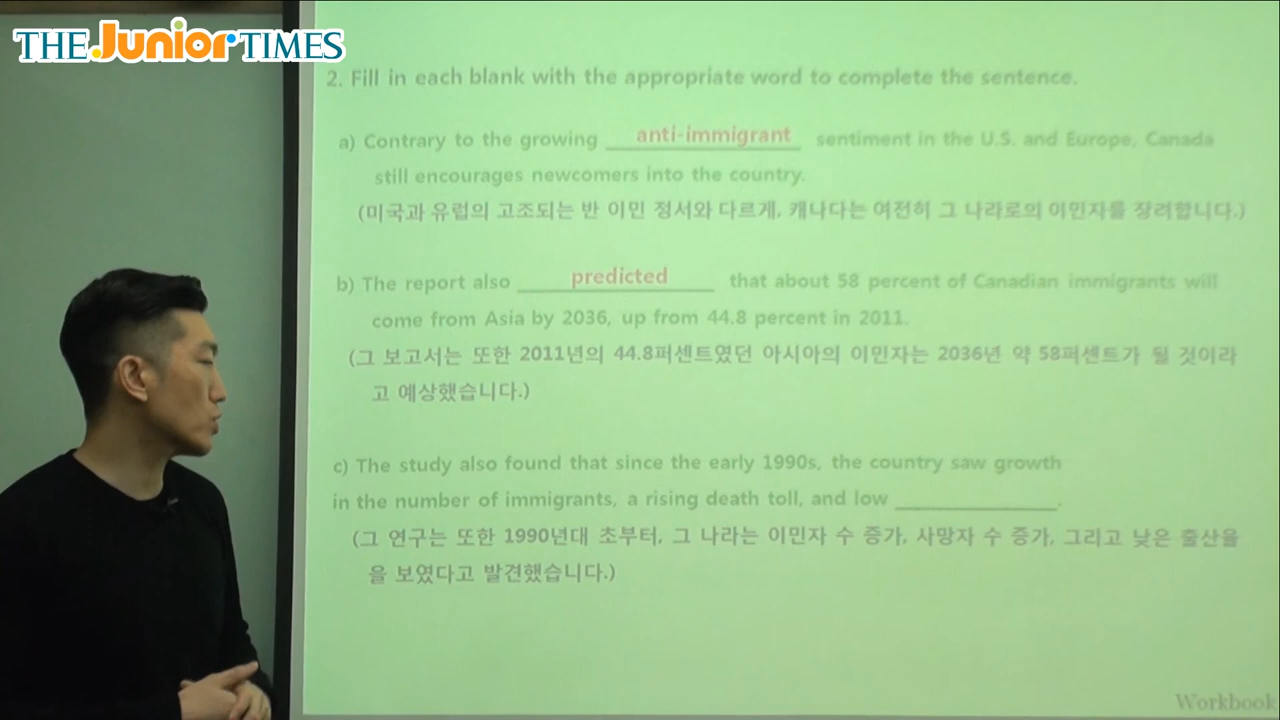 THE Junior TIMES
2. Fill in each blank with the appropriate word to complete the sentence.
a) Contrary to the growing anti-immigrant sentiment in the U.S. and Europe, Canada
still encourages newcomers into the country.
(미국과 유럽의 고조되는 반 이민 정서와 다르게, 캐나다는 여전히 그 나라로의 이민자를 장려합니다.)
b) The report also predicted that about 58 percent of Canadian immigrants will
come from Asia by 2036, up from 44.8 percent in 2011.
(그 보고서는 또한 2011년의 44.8퍼센트였던 아시아의 이민자는 2036년 약 58퍼센트가 될 것이라
고 예상했습니다.)
c) The study also found that since the early 1990s, the country saw growth
in the number of immigrants, a rising death toll, and low ____________.
(그 연구는 또한 1990년대 초부터, 그 나라는 이민자 수 증가, 사망자 수 증가, 그리고 낮은 출산율
을 보였다고 발견했습니다.)
Workbook